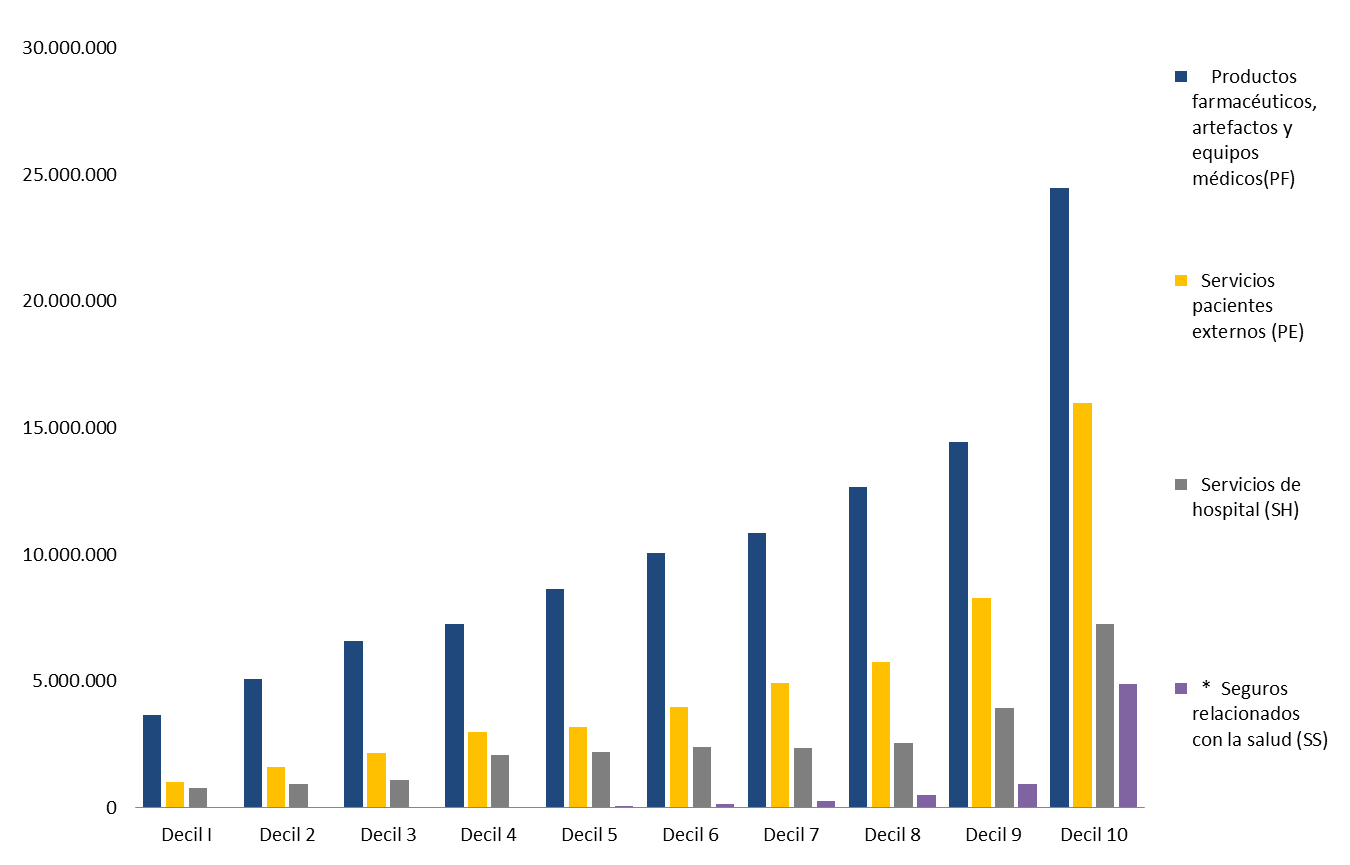 30.000.000
25.000.000
20.000.000
15.000.000
10.000.000
5.000.000
0
Decil I
Decil 2
Decil 3
Decil 4
Decil 5
Decil 6
Decil 7
Decil 8
Decil 9
Decil 10
Productos
farmacéuticos,
artefactos y
equipos
médicos(PF)
Servicios
pacientes
externos (PE)
Servicios de
hospital (SH)
* Seguros
relacionados
con la salud (SS)